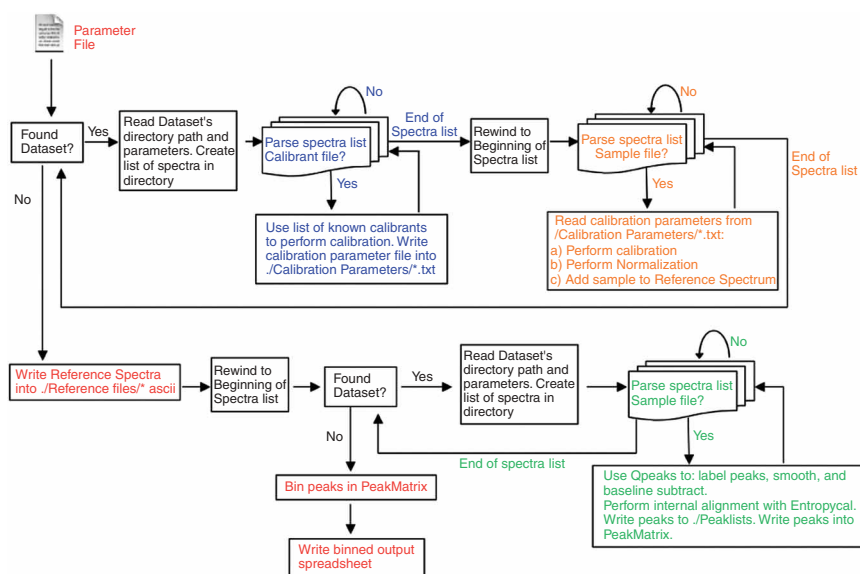 Parameter
File
Found
Dataset?
Yes
No
Read Dataset's
directory path and
parameters. Create
list of spectra in
directory
No
Parse spectra list
Calibrant file?
Yes
End of
Spectra list
Use list of known calibrants
to perform calibration. Write
calibration parameter file into
./Calibration Parameters/*.txt
Rewind to
Beginning of
Spectra list
No
Parse spectra list
Sample file?
Yes
End of
Spectra list
Read calibration parameters from
/Calibration Parameters/*.txt:
a) Perform calibration
b) Perform Normalization
c) Add sample to Reference Spectrum
Write Reference Spectra
into ./Reference files/* ascii
Rewind to
Beginning of
Spectra list
Found
Dataset?
Yes
No
Read Dataset's
directory path and
parameters. Create
list of spectra in
directory
No
Parse spectra list
Sample file?
Yes
End of spectra list
Use Qpeaks to: label peaks, smooth, and
baseline subtract.
Perform internal alignment with Entropycal.
Write peaks to ./Peaklists. Write peaks into
PeakMatrix.
Bin peaks in PeakMatrix
Write binned output
spreadsheet